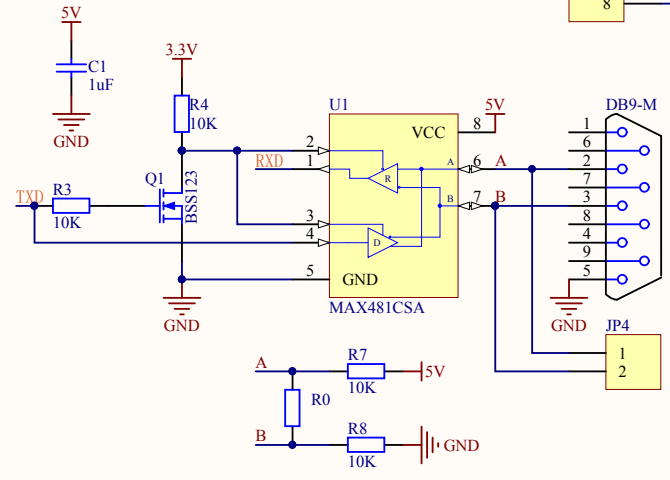 8
5V
C1
1uF
GND
3.3V
R4
10K
TXD
R3
10K
Q1
BSS123
GND
RXD
U1
2
1
3
4
5
VCC
8
5V
A
6
A
R
B
7
B
D
GND
MAX481CSA
DB9-M
1
6
2
7
3
8
4
9
5
GND
JP4
1
2
A
R7
10K
5V
R0
B
R8
10K
GND